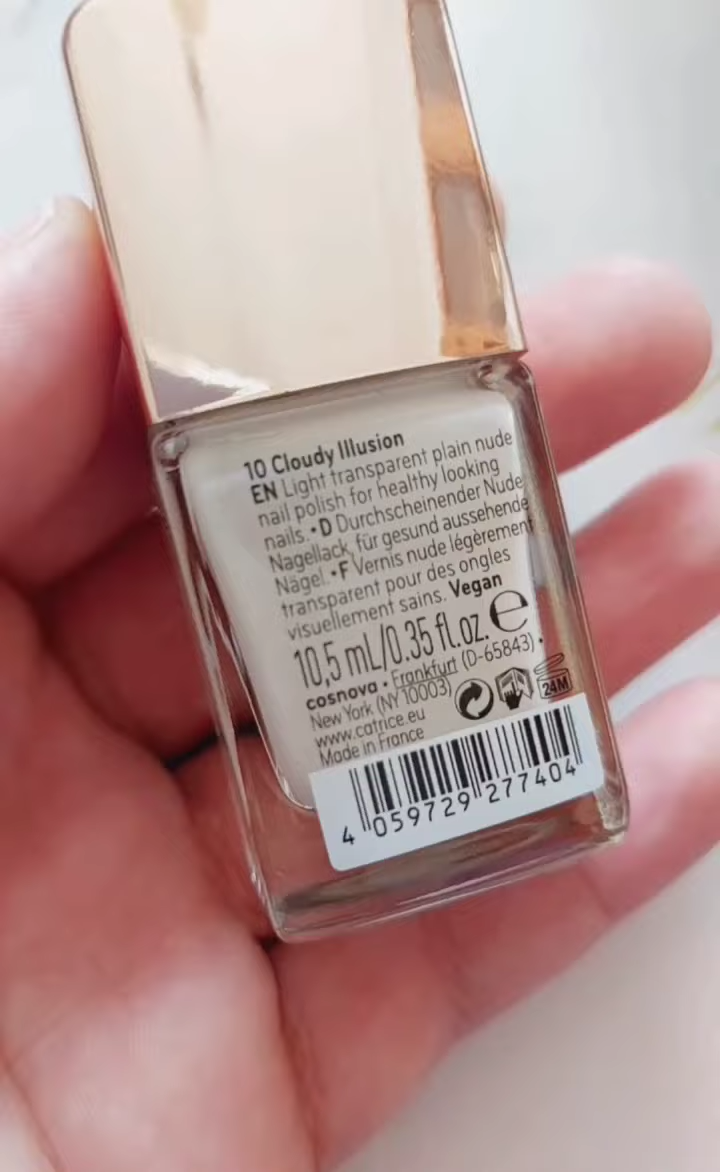 10 Cloudy Illusion
EN Light transparent plain nude
nail polish for healthy looking
nails. • D Durchscheinender Nude
Nagellack, für gesund aussehende
Nägel. • F Vernis nude légèrement
transparent pour des ongles
visuellement sains. Vegan
10,5 mL/0.35 fl.oz. e
cosnova • Frankfurt (D-65843) •
New York (NY 10003)
www.catrice.eu
Made in France
24M
4 059729 277404